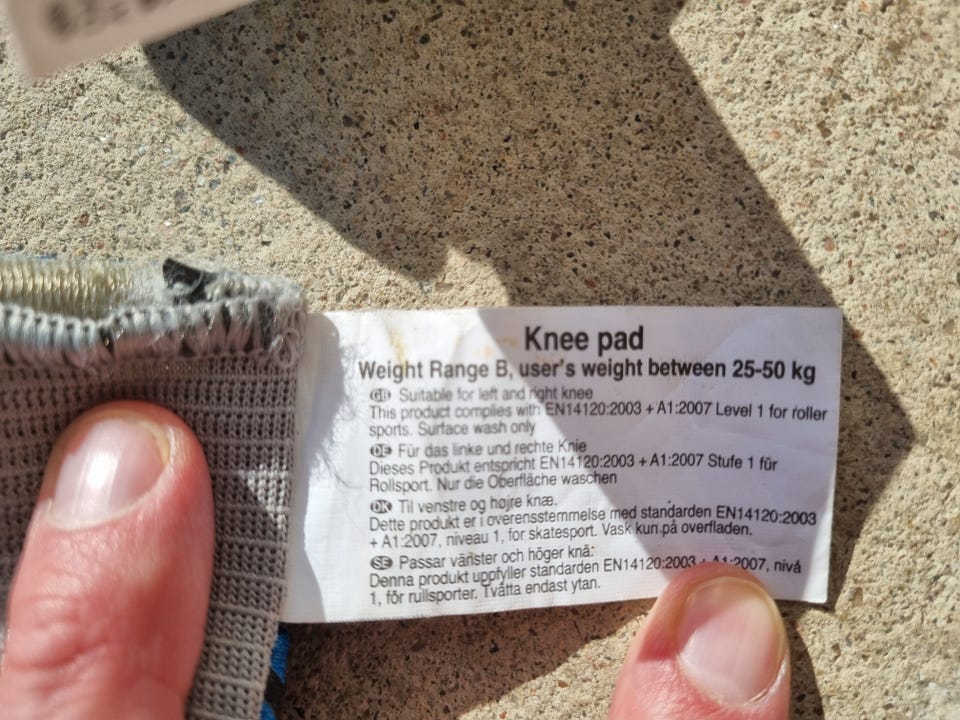 Knee pad
Weight Range B, user's weight between 25-50 kg
GB Suitable for left and right knee
This product complies with EN14120:2003 + A1:2007 Level 1 for roller
sports. Surface wash only
DE Für das linke und rechte Knie
Dieses Produkt entspricht EN14120:2003 + A1:2007 Stufe 1 für
Rollsport. Nur die Oberfläche waschen
DK Til venstre og højre knæ.
Dette produkt er i overensstemmelse med standarden EN14120:2003
+ A1:2007, niveau 1, for skatesport. Vask kun på overfladen.
SE Passar vänster och höger knä.
Denna produkt uppfyller standarden EN14120:2003 + A1:2007, nivå
1, för rullsporter. Tvätta endast ytan.